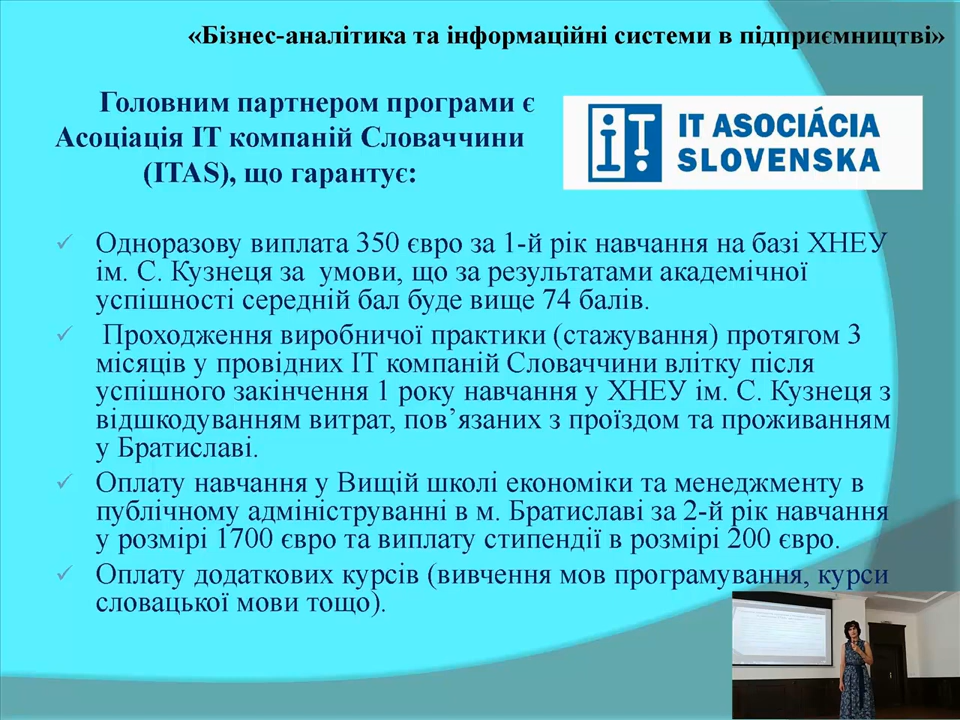 «Бізнес-аналітика та інформаційні системи в підприємництві»
Головним партнером програми є
Асоціація ІТ компаній Словаччини
(ITAS), що гарантує:
IT ASOCIÁCIA
SLOVENSKA
Одноразову виплата 350 євро за 1-й рік навчання на базі ХНЕУ
ім. С. Кузнеця за умови, що за результатами академічної
успішності середній бал буде вище 74 балів.
Проходження виробничої практики (стажування) протягом 3
місяців у провідних ІТ компаній Словаччини влітку після
успішного закінчення 1 року навчання у ХНЕУ ім. С. Кузнеця з
відшкодуванням витрат, пов’язаних з проїздом та проживанням
у Братиславі.
Оплату навчання у Вищій школі економіки та менеджменту в
публічному адмініструванні в м. Братиславі за 2-й рік навчання
у розмірі 1700 євро та виплату стипендії в розмірі 200 євро.
Оплату додаткових курсів (вивчення мов програмування, курси
словацької мови тощо).